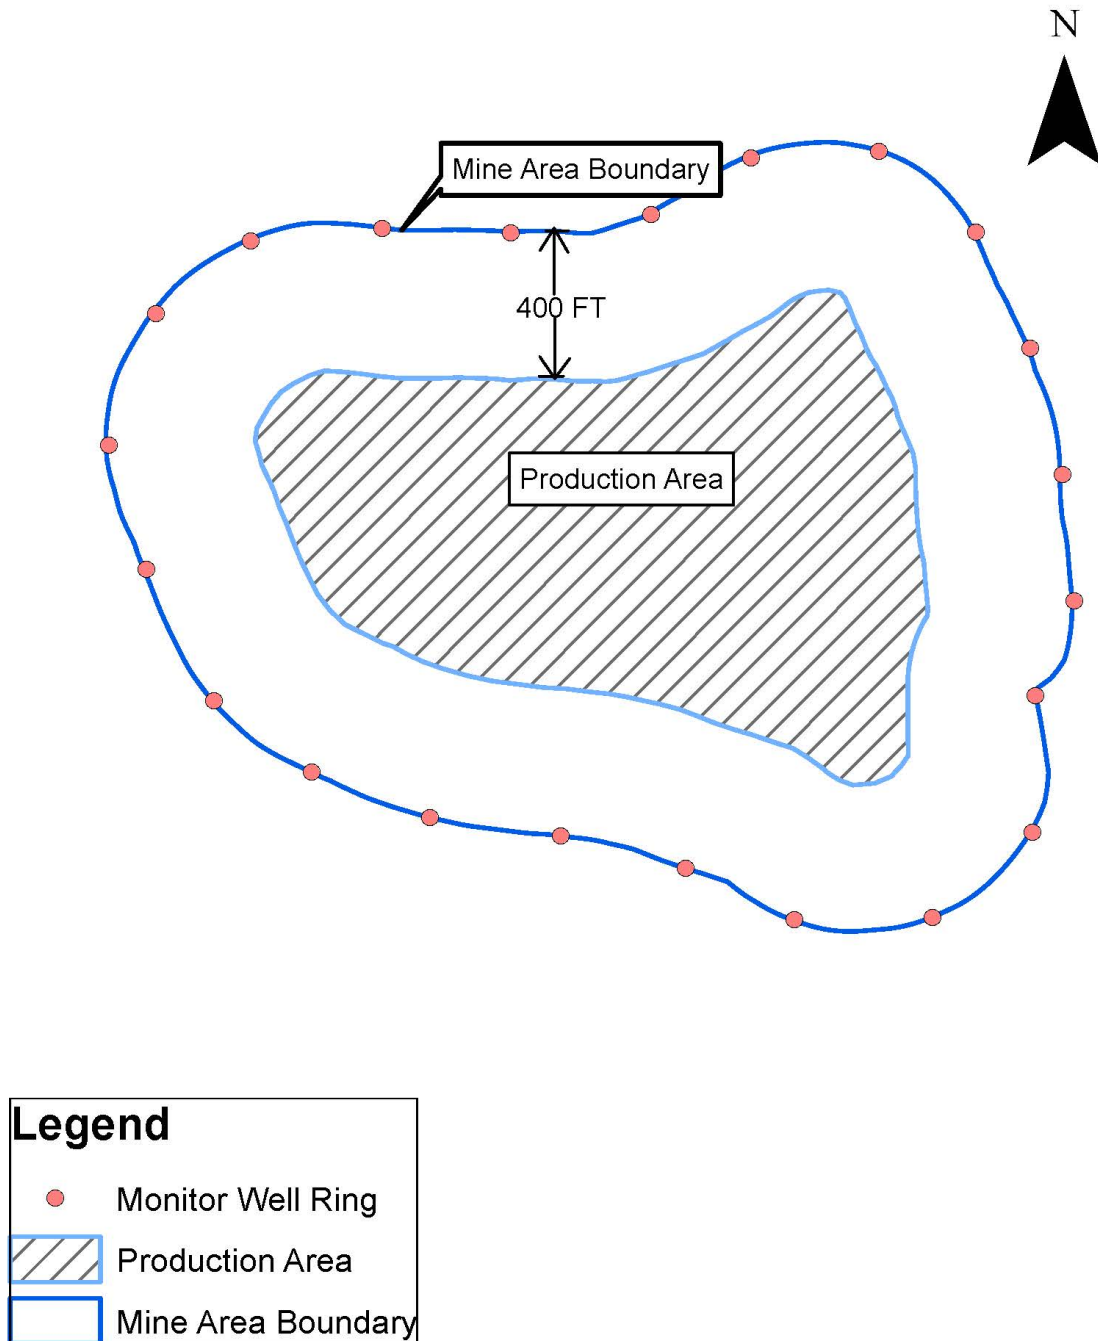 N
Mine Area Boundary
400 FT
Production Area
Legend
Monitor Well Ring
Production Area
Mine Area Boundary